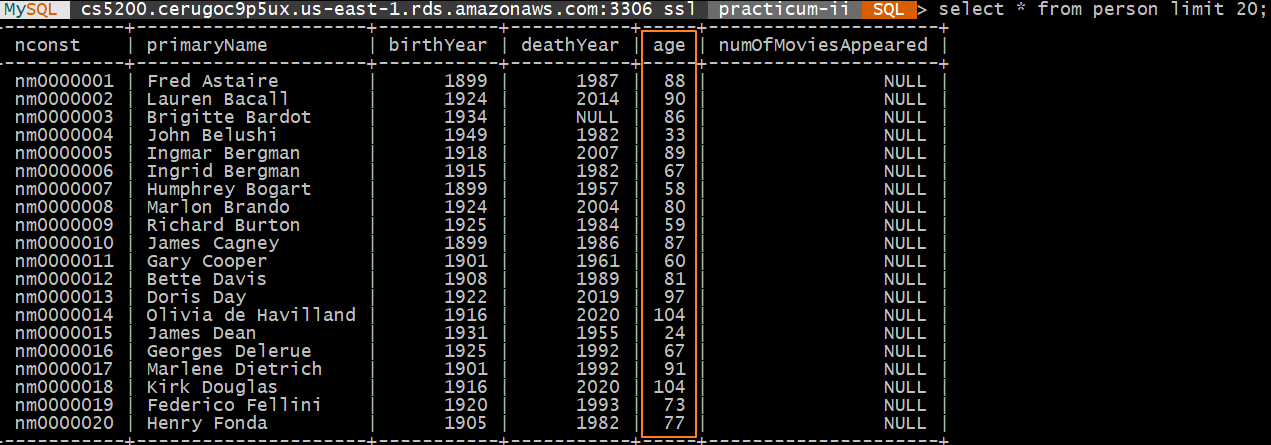 MySQL cs5200.cerugoc9p5ux.us-east-1.rds.amazonaws.com:3306 ssl practicum-ii SQL > select * from person limit 20;
-----------+---------------------+-----------+-----------+------+---------------------+
nconst | primaryName | birthYear | deathYear | age | numOfMoviesAppeared |
-----------+---------------------+-----------+-----------+------+---------------------+
nm0000001 | Fred Astaire | 1899 | 1987 | 88 | NULL |
nm0000002 | Lauren Bacall | 1924 | 2014 | 90 | NULL |
nm0000003 | Brigitte Bardot | 1934 | NULL | 86 | NULL |
nm0000004 | John Belushi | 1949 | 1982 | 33 | NULL |
nm0000005 | Ingmar Bergman | 1918 | 2007 | 89 | NULL |
nm0000006 | Ingrid Bergman | 1915 | 1982 | 67 | NULL |
nm0000007 | Humphrey Bogart | 1899 | 1957 | 58 | NULL |
nm0000008 | Marlon Brando | 1924 | 2004 | 80 | NULL |
nm0000009 | Richard Burton | 1925 | 1984 | 59 | NULL |
nm0000010 | James Cagney | 1899 | 1986 | 87 | NULL |
nm0000011 | Gary Cooper | 1901 | 1961 | 60 | NULL |
nm0000012 | Bette Davis | 1908 | 1989 | 81 | NULL |
nm0000013 | Doris Day | 1922 | 2019 | 97 | NULL |
nm0000014 | Olivia de Havilland | 1916 | 2020 | 104 | NULL |
nm0000015 | James Dean | 1931 | 1955 | 24 | NULL |
nm0000016 | Georges Delerue | 1925 | 1992 | 67 | NULL |
nm0000017 | Marlene Dietrich | 1901 | 1992 | 91 | NULL |
nm0000018 | Kirk Douglas | 1916 | 2020 | 104 | NULL |
nm0000019 | Federico Fellini | 1920 | 1993 | 73 | NULL |
nm0000020 | Henry Fonda | 1905 | 1982 | 77 | NULL |
-----------+---------------------+-----------+-----------+------+---------------------+